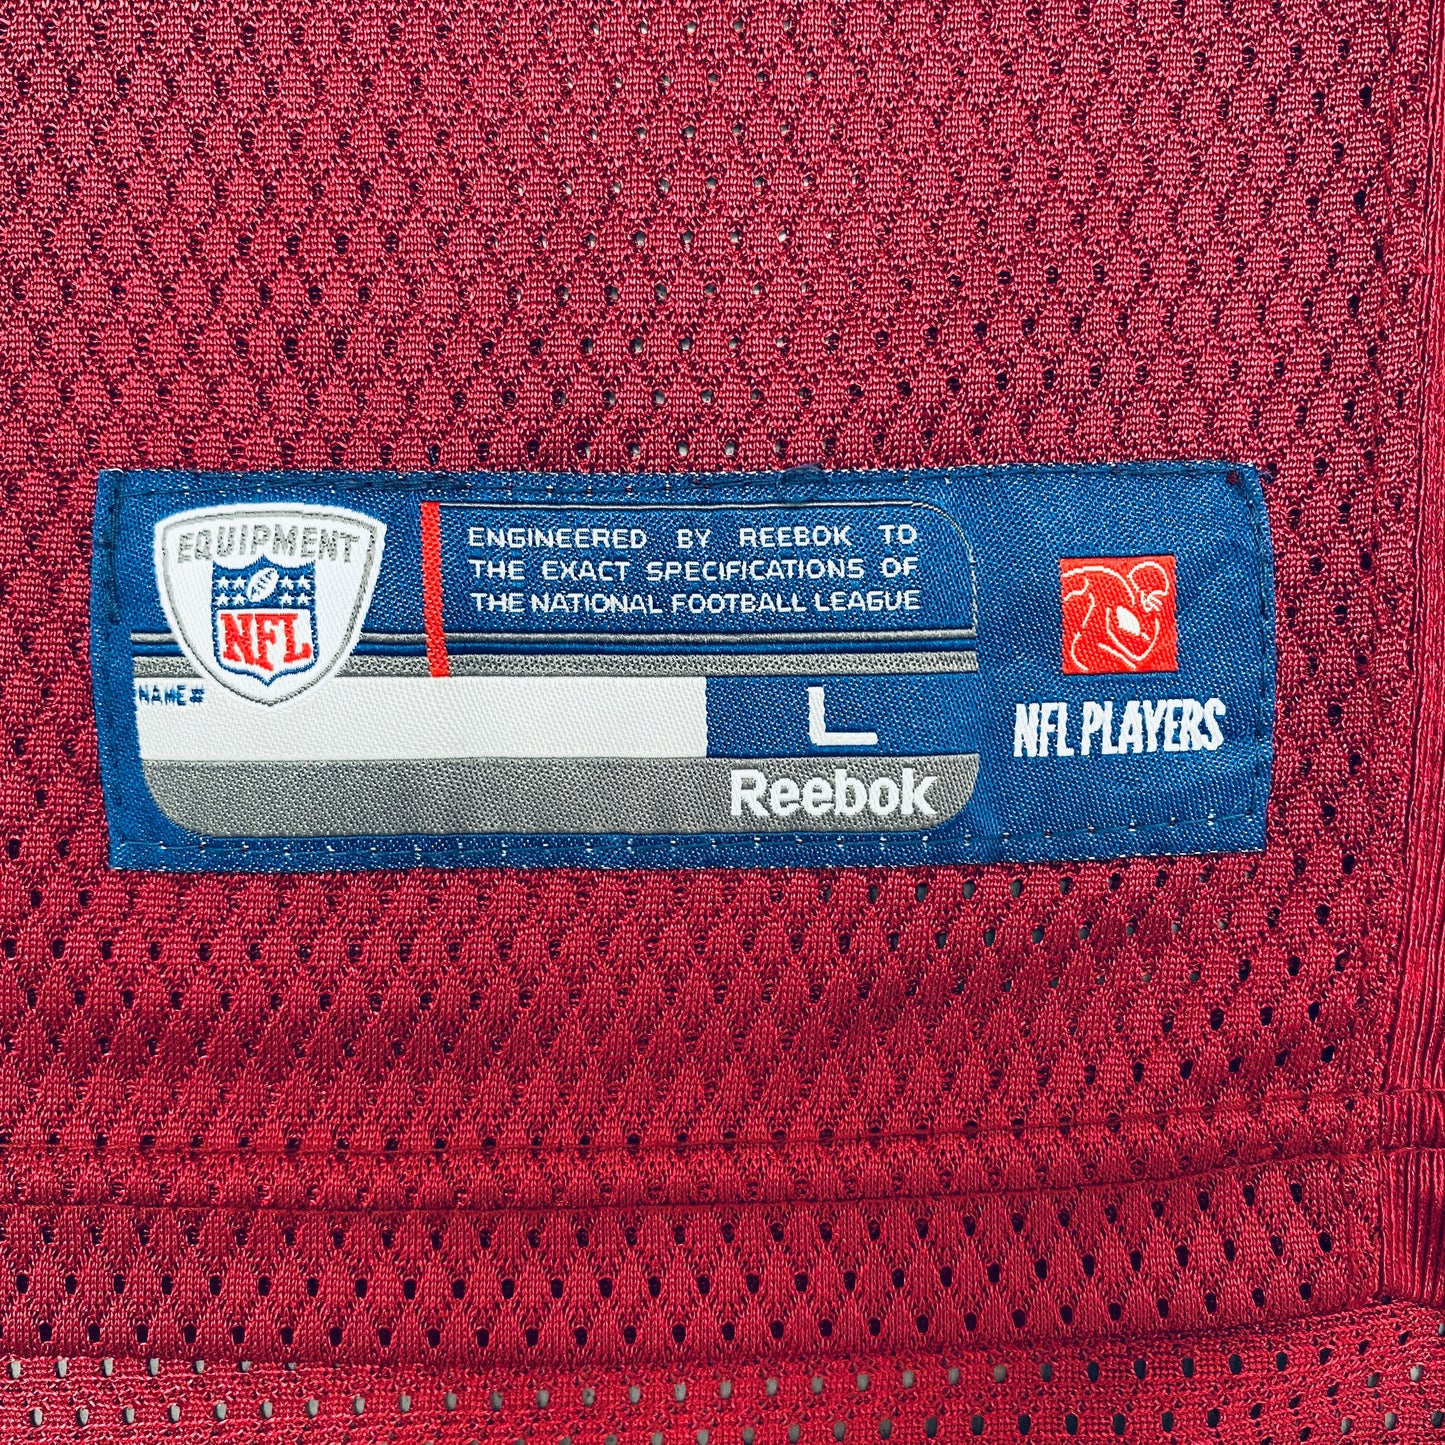 EQUIPMENT
NFL
ENGINEERED BY REEBOK TO
THE EXACT SPECIFICATIONS OF
THE NATIONAL FOOTBALL LEAGUE
NAME#
L
Reebok
NFL PLAYERS